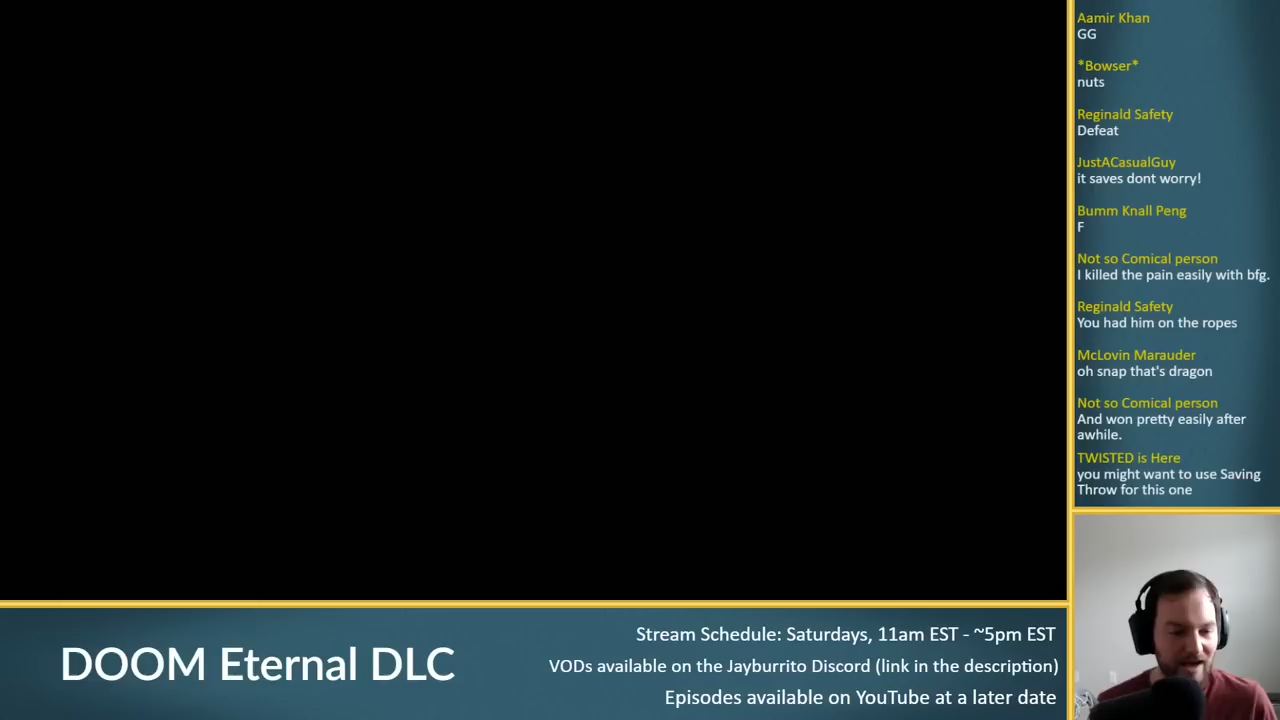 Aamir Khan
GG
*Bowser*
nuts
Reginald Safety
Defeat
JustACasualGuy
it saves dont worry!
Bumm Knall Peng
F
Not so Comical person
I killed the pain easily with bfg.
Reginald Safety
You had him on the ropes
McLovin Marauder
oh snap that's dragon
Not so Comical person
And won pretty easily after
awhile.
TWISTED is Here
you might want to use Saving
Throw for this one
DOOM Eternal DLC
Stream Schedule: Saturdays, 11am EST - ~5pm EST
VODs available on the Jayburrito Discord (link in the description)
Episodes available on YouTube at a later date